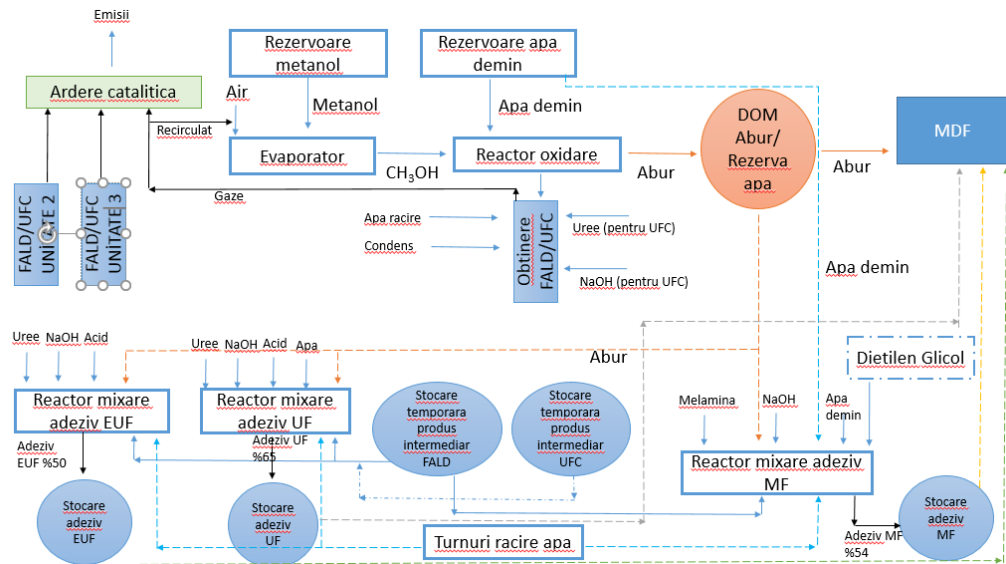 Emisii
Rezervoare
metanol
Rezervoare apa
demin
Ardere catalitica
Air
Metanol
Apa demin
Recirculat
DOM
Abur/
Rezerva
apa
MDF
Evaporator
CH₃OH
Reactor oxidare
Abur
Abur
FALD/UFC
UNITATE 2
FALD/UFC
UNITATE 3
Gaze
Apa racire
Condens
Obtinere
FALD/UFC
Uree (pentru UFC)
NaOH (pentru UFC)
Apa demin
Uree
NaOH
Acid
Uree
NaOH
Acid
Apa
Abur
Dietilen Glicol
Reactor mixare
adeziv EUF
Reactor mixare
adeziv UF
Stocare
temporara
produs
intermediar
FALD
Stocare
temporara
produs
intermediar
UFC
Melamina
NaOH
Apa
demin
Adeziv
EUF %50
Adeziv UF
%65
Reactor mixare adeziv
MF
Stocare
adeziv
EUF
Stocare
adeziv
UF
Turnuri racire apa
Adeziv MF
%54
Stocare
adeziv
MF